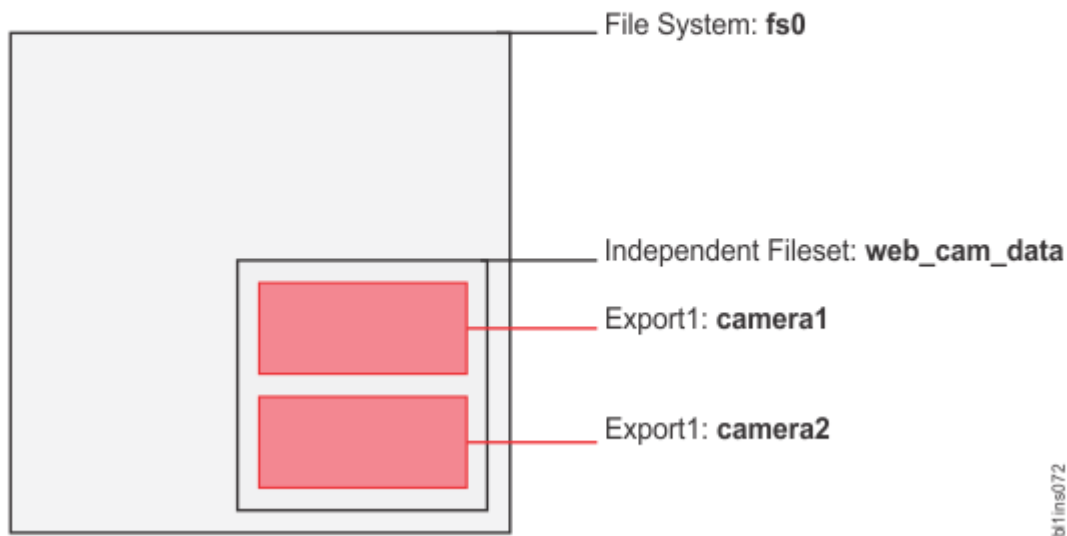 File System: fs0
Independent Fileset: web_cam_data
Export1: camera1
Export1: camera2
bl1ins072